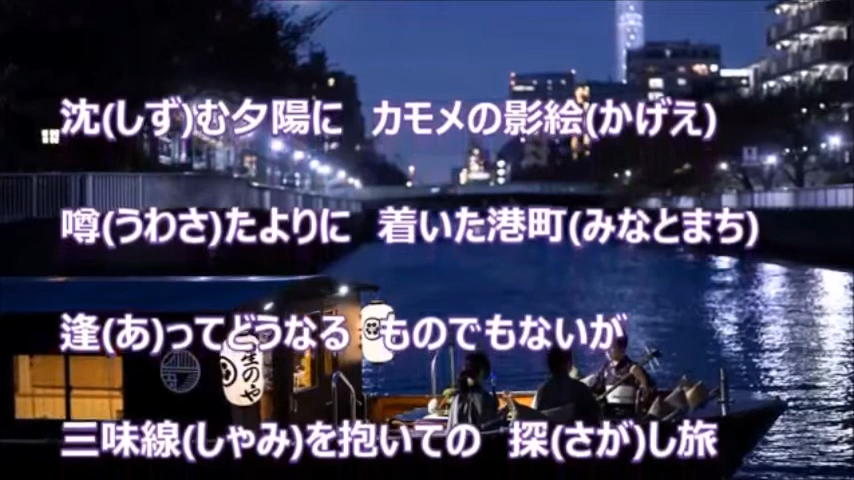 沈(しず)む夕陽に　カモメの影絵(かげえ)
噂(うわさ)たよりに　着いた港町(みなとまち)
逢(あ)ってどうなる　ものでもないが
三味線(しゃみ)を抱いての　探(さが)し旅